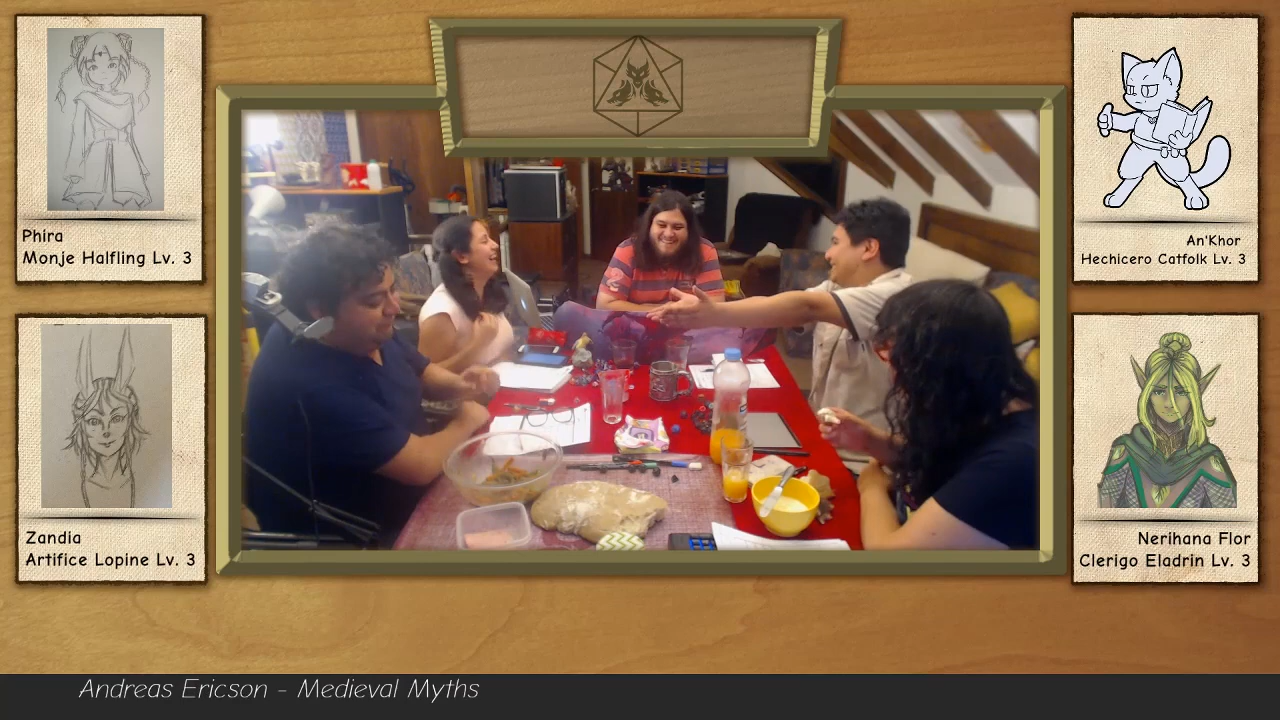 Phira
Monje Halfling Lv. 3
Zandia
Artifice Lopine Lv. 3
An'Khor
Hechicero Catfolk Lv. 3
Nerihana Flor
Clerigo Eladrin Lv. 3
Andreas Ericson - Medieval Myths